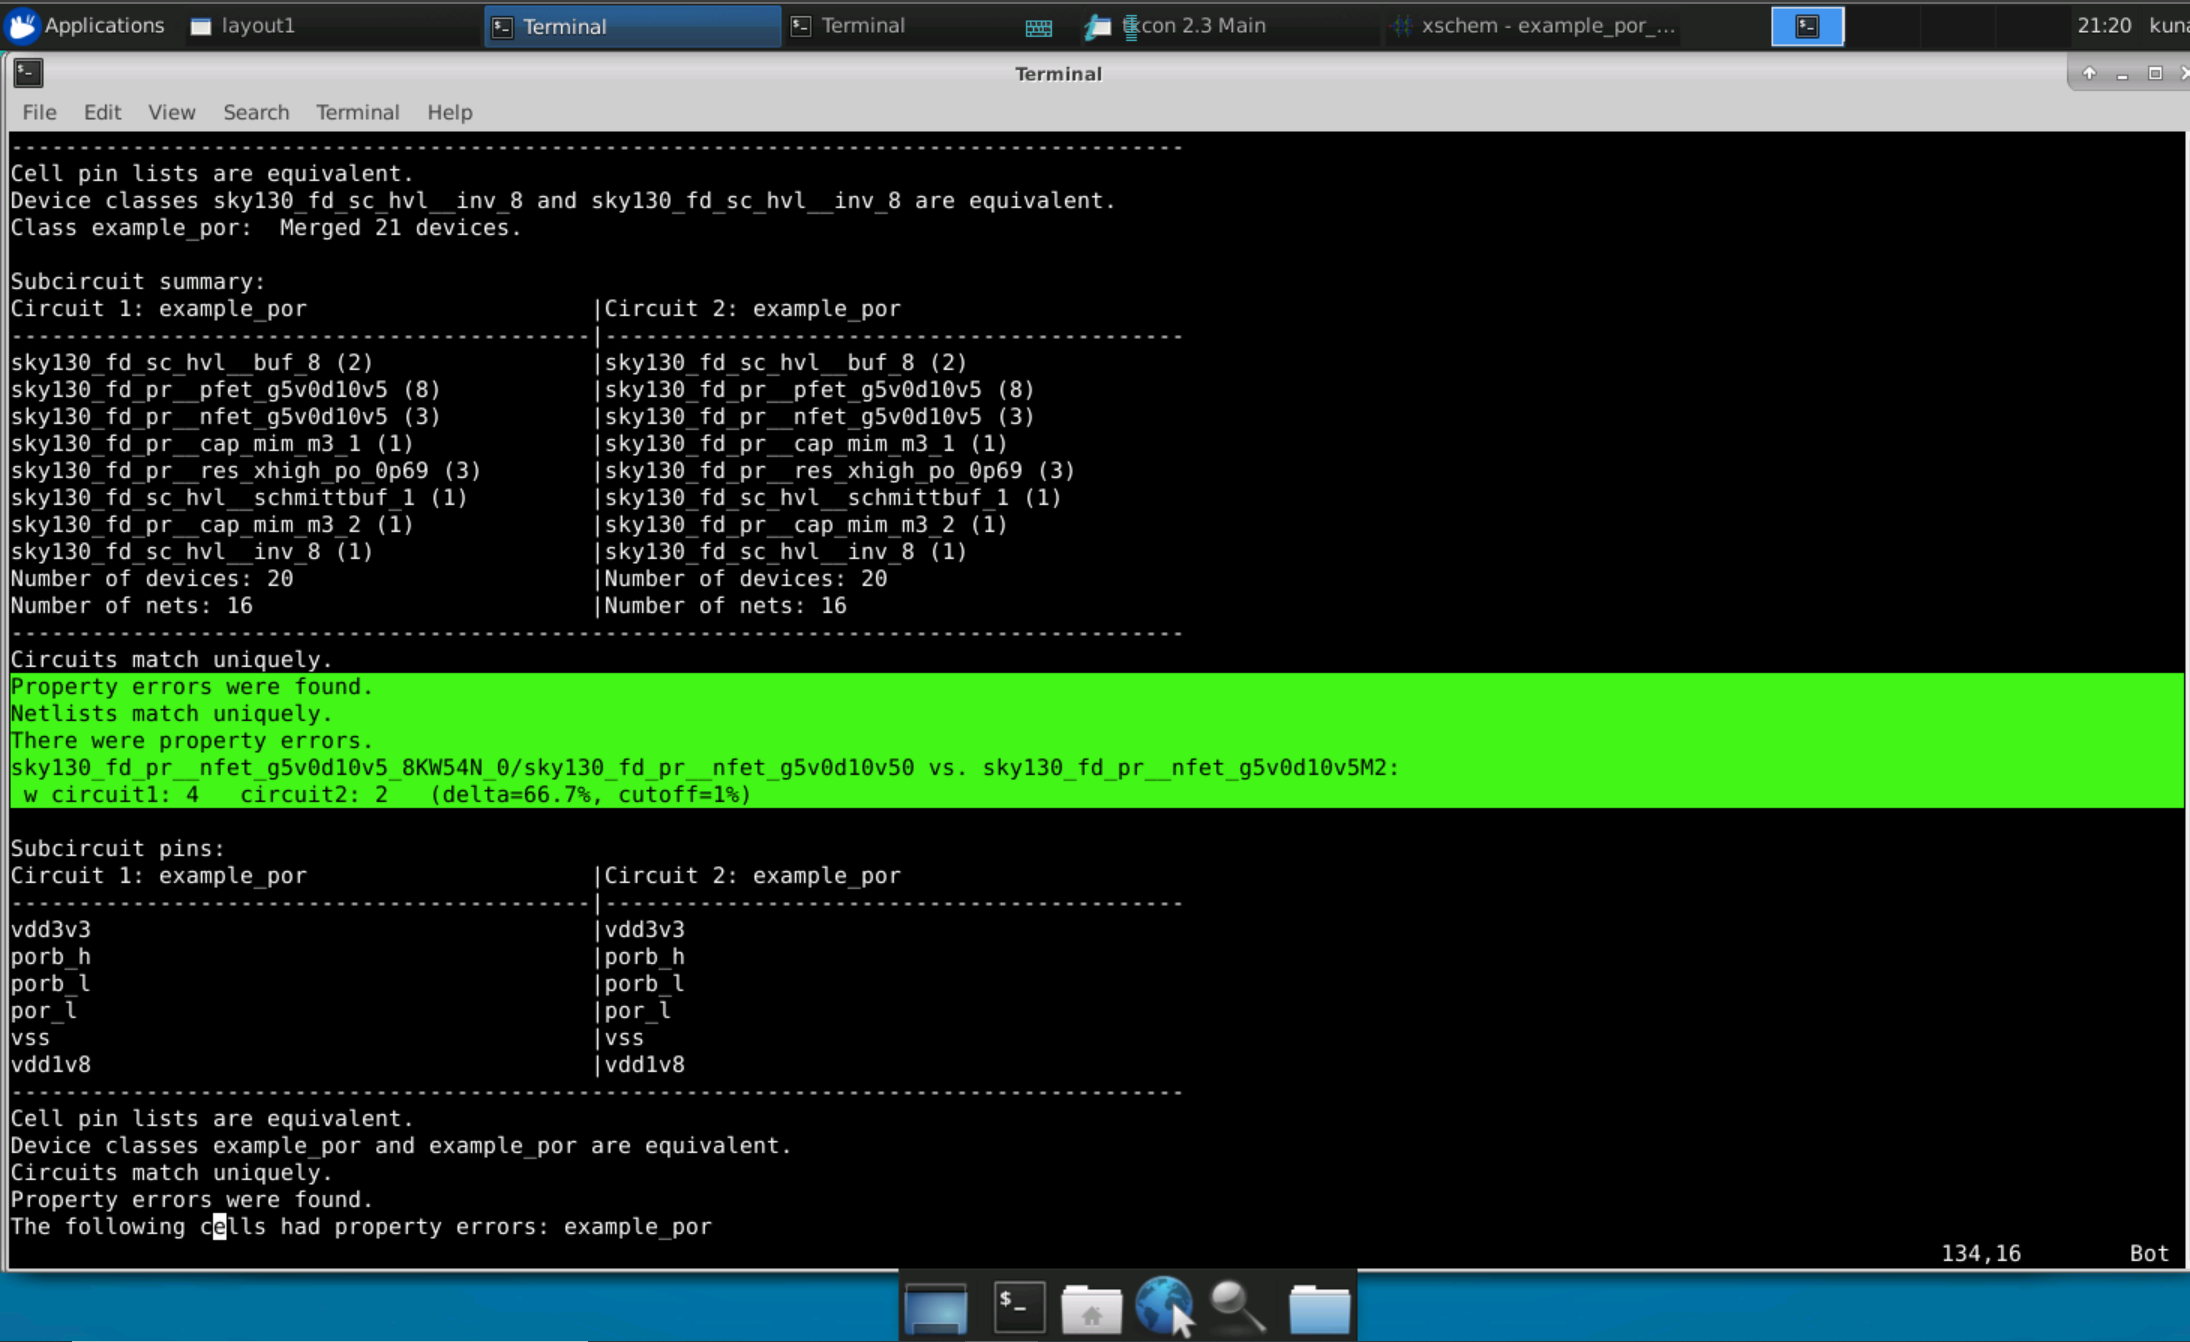 Applications layout1 Terminal Terminal tkcon 2.3 Main xschem - example_por_... 21:20
Terminal
File Edit View Search Terminal Help
--------------------------------------------------------------------------------------
Cell pin lists are equivalent.
Device classes sky130_fd_sc_hvl__inv_8 and sky130_fd_sc_hvl__inv_8 are equivalent.
Class example_por:  Merged 21 devices.
Subcircuit summary:
Circuit 1: example_por                     |Circuit 2: example_por
-------------------------------------------|-------------------------------------------
sky130_fd_sc_hvl__buf_8 (2)                |sky130_fd_sc_hvl__buf_8 (2)
sky130_fd_pr__pfet_g5v0d10v5 (8)           |sky130_fd_pr__pfet_g5v0d10v5 (8)
sky130_fd_pr__nfet_g5v0d10v5 (3)           |sky130_fd_pr__nfet_g5v0d10v5 (3)
sky130_fd_pr__cap_mim_m3_1 (1)             |sky130_fd_pr__cap_mim_m3_1 (1)
sky130_fd_pr__res_xhigh_po_0p69 (3)        |sky130_fd_pr__res_xhigh_po_0p69 (3)
sky130_fd_sc_hvl__schmittbuf_1 (1)         |sky130_fd_sc_hvl__schmittbuf_1 (1)
sky130_fd_pr__cap_mim_m3_2 (1)             |sky130_fd_pr__cap_mim_m3_2 (1)
sky130_fd_sc_hvl__inv_8 (1)                |sky130_fd_sc_hvl__inv_8 (1)
Number of devices: 20                      |Number of devices: 20
Number of nets: 16                         |Number of nets: 16
--------------------------------------------------------------------------------------
Circuits match uniquely.
Property errors were found.
Netlists match uniquely.
There were property errors.
sky130_fd_pr__nfet_g5v0d10v5_8KW54N_0/sky130_fd_pr__nfet_g5v0d10v50 vs. sky130_fd_pr__nfet_g5v0d10v5M2:
 w circuit1: 4   circuit2: 2   (delta=66.7%, cutoff=1%)
Subcircuit pins:
Circuit 1: example_por                     |Circuit 2: example_por
-------------------------------------------|-------------------------------------------
vdd3v3                                     |vdd3v3
porb_h                                     |porb_h
porb_l                                     |porb_l
por_l                                      |por_l
vss                                        |vss
vdd1v8                                     |vdd1v8
--------------------------------------------------------------------------------------
Cell pin lists are equivalent.
Device classes example_por and example_por are equivalent.
Circuits match uniquely.
Property errors were found.
The following cells had property errors: example_por
134,16 Bot
$_